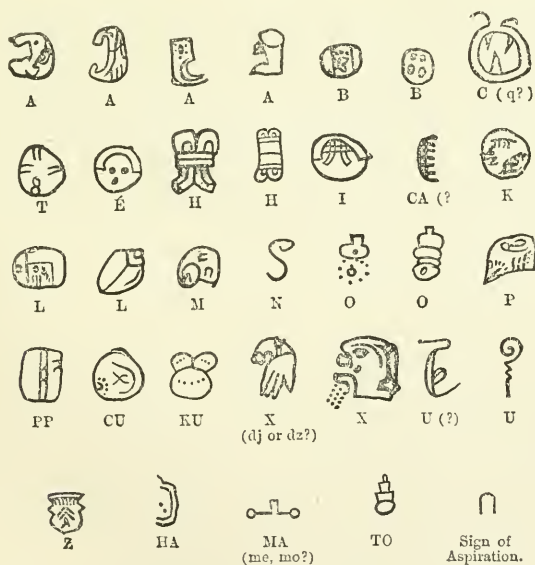 A A A A B B C (q?)
T É H H I CA (? K
L L M N O O P
PP CU KU X X U (?) U
(dj or dz?)
Z HA MA TO Sign of
(me, mo?) Aspiration.